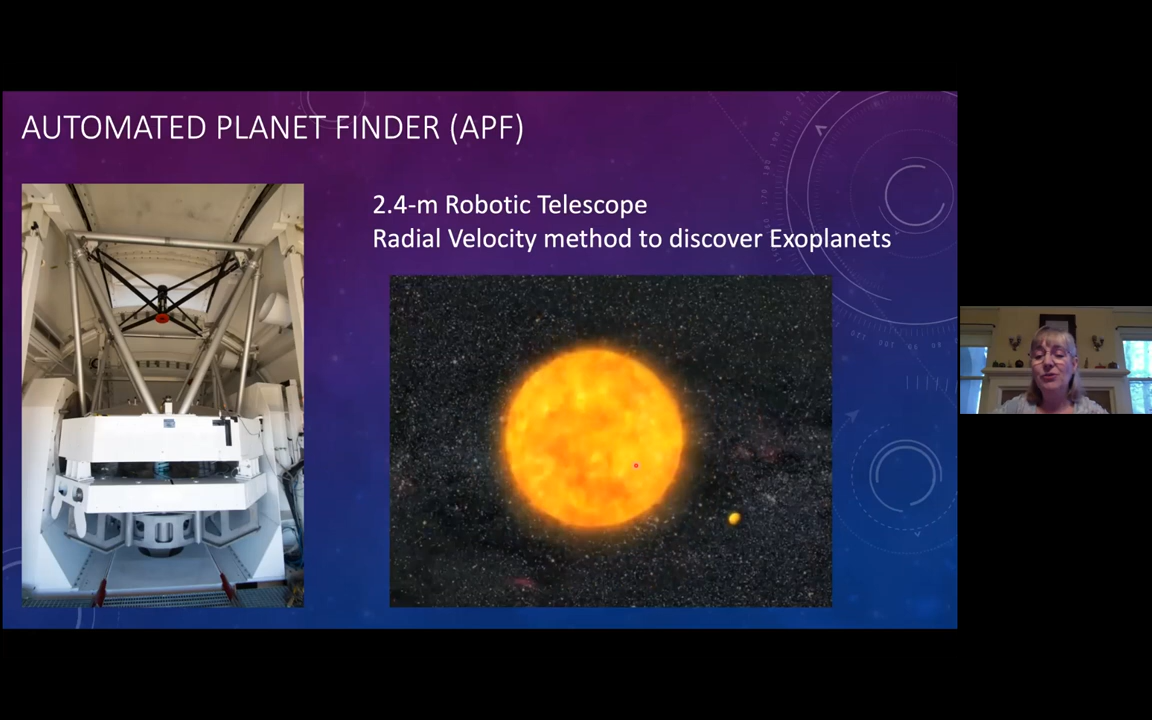 AUTOMATED PLANET FINDER (APF)
2.4-m Robotic Telescope
Radial Velocity method to discover Exoplanets